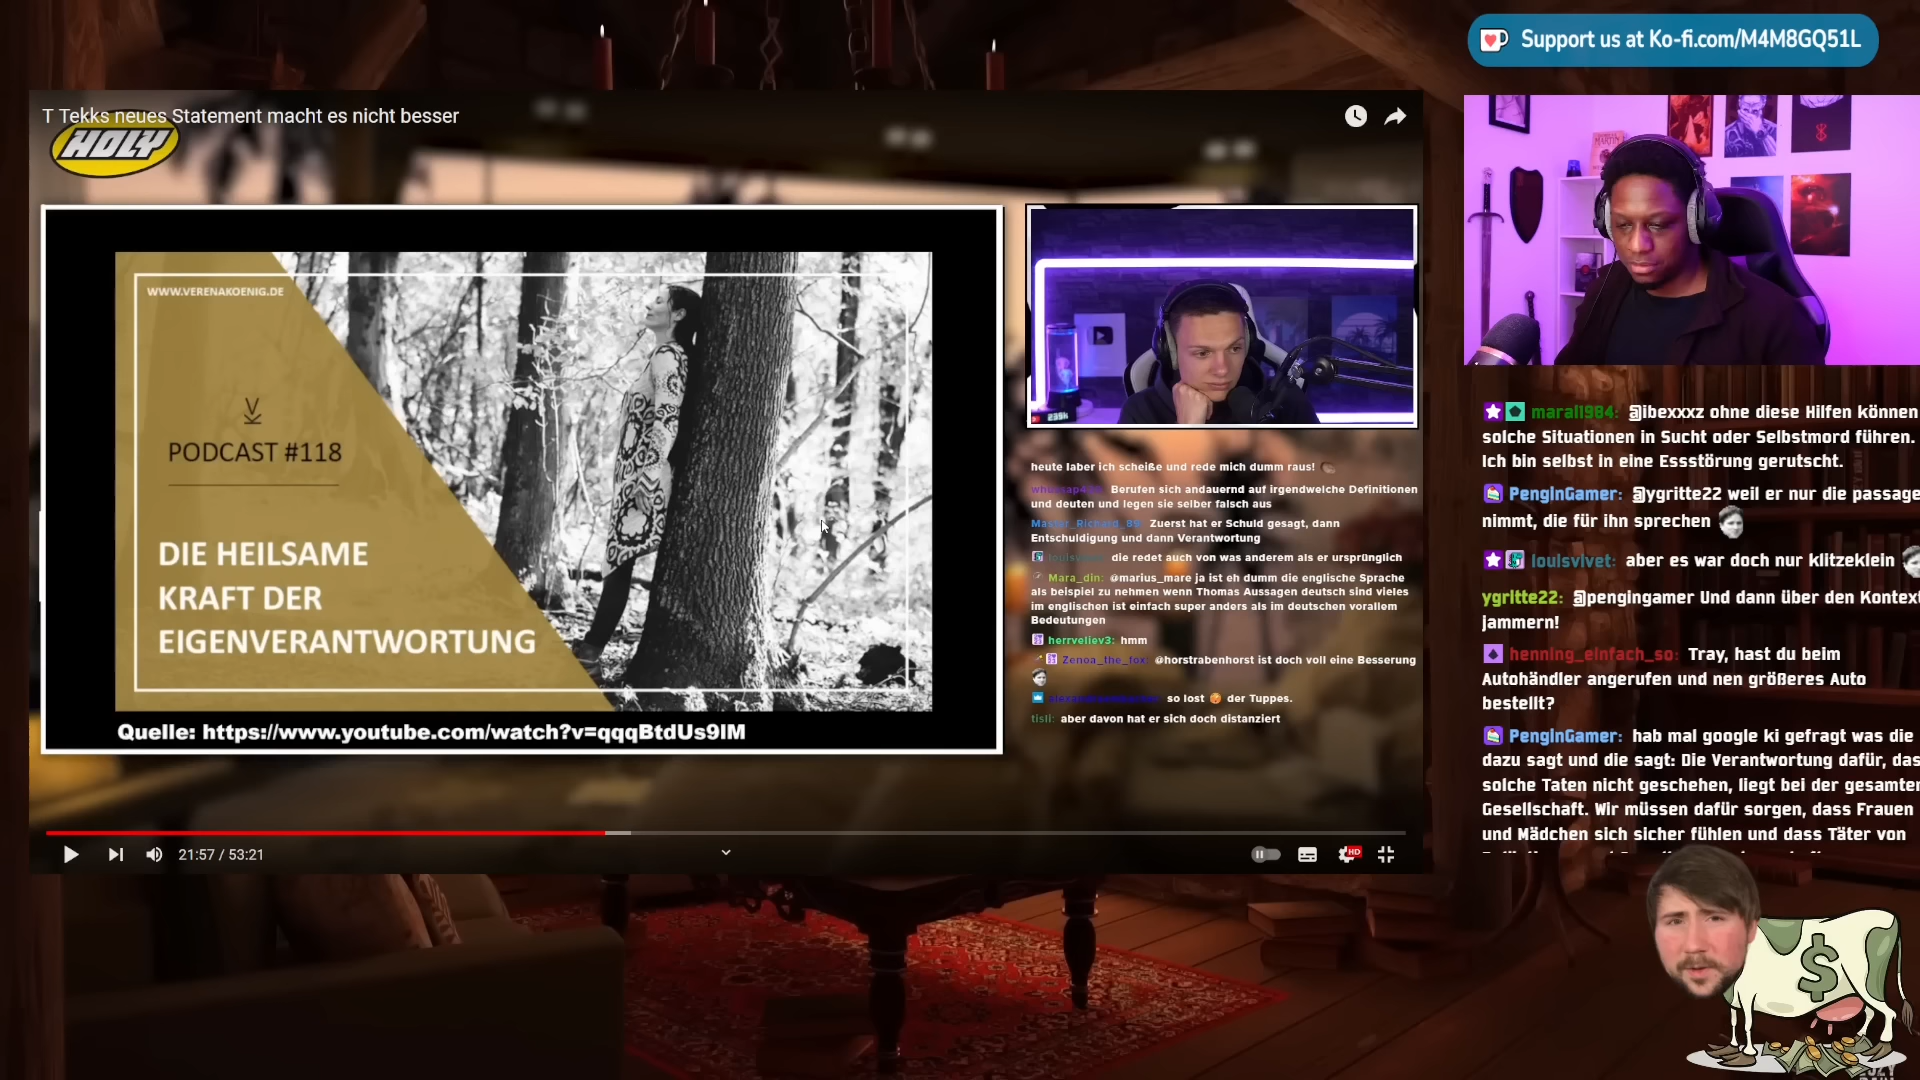 Support us at Ko-fi.com/M4M8GQ51L
T Tekks neues Statement macht es nicht besser
HOLY
WWW.VERENAKOENIG.DE
PODCAST #118
DIE HEILSAME
KRAFT DER
EIGENVERANTWORTUNG
Quelle: https://www.youtube.com/watch?v=qqqBtdUs9IM
21:57 / 53:21
HD
239k
heute laber ich scheiße und rede mich dumm raus!
Berufen sich andauernd auf irgendwelche Definitionen
und deuten und legen sie selber falsch aus
Zuerst hat er Schuld gesagt, dann
Entschuldigung und dann Verantwortung
louisvivet: die redet auch von was anderem als er ursprünglich
Mara_din: @marius_mare ja ist eh dumm die englische Sprache
als beispiel zu nehmen wenn Thomas Aussagen deutsch sind vieles
im englischen ist einfach super anders als im deutschen vorallem
Bedeutungen
herrveliev3: hmm
Zenoa_the_fox: @horstrabenhorst ist doch voll eine Besserung
so lost der Tuppes.
tisli: aber davon hat er sich doch distanziert
marali1984: @ibexxxz ohne diese Hilfen können
solche Situationen in Sucht oder Selbstmord führen.
Ich bin selbst in eine Essstörung gerutscht.
PenginGamer: @ygritte22 weil er nur die passage
nimmt, die für ihn sprechen
louisvivet: aber es war doch nur klitzeklein
ygritte22: @pengingamer Und dann über den Kontext
jammern!
henning_einfach_so: Tray, hast du beim
Autohändler angerufen und nen größeres Auto
bestellt?
PenginGamer: hab mal google ki gefragt was die
dazu sagt und die sagt: Die Verantwortung dafür, das
solche Taten nicht geschehen, liegt bei der gesamten
Gesellschaft. Wir müssen dafür sorgen, dass Frauen
und Mädchen sich sicher fühlen und dass Täter von
$